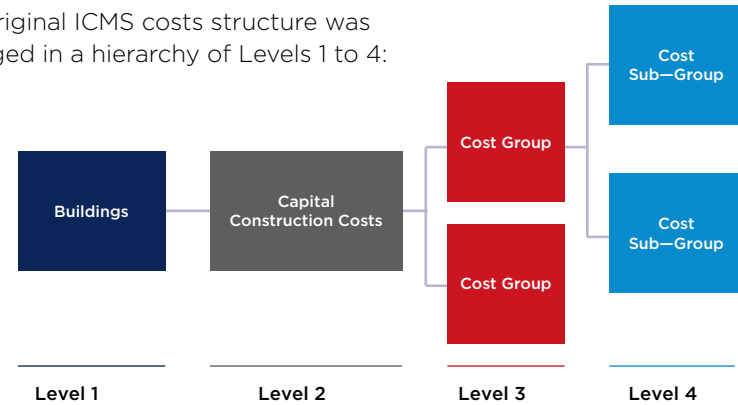 riginal ICMS costs structure was
ged in a hierarchy of Levels 1 to 4:
Buildings
Capital
Construction Costs
Cost Group
Cost Group
Cost
Sub—Group
Cost
Sub—Group
Level 1
Level 2
Level 3
Level 4